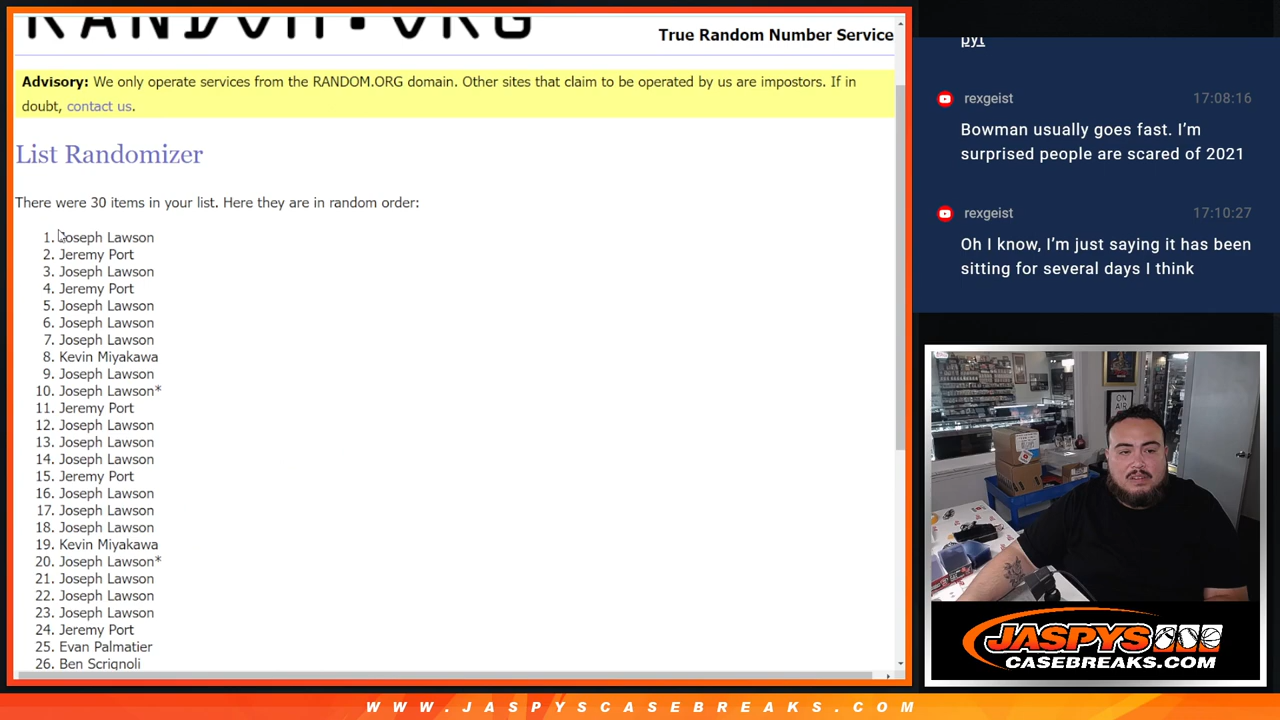 RANDOM.ORG
True Random Number Service
Advisory: We only operate services from the RANDOM.ORG domain. Other sites that claim to be operated by us are impostors. If in
doubt, contact us.
List Randomizer
There were 30 items in your list. Here they are in random order:
1. Joseph Lawson
2. Jeremy Port
3. Joseph Lawson
4. Jeremy Port
5. Joseph Lawson
6. Joseph Lawson
7. Joseph Lawson
8. Kevin Miyakawa
9. Joseph Lawson
10. Joseph Lawson*
11. Jeremy Port
12. Joseph Lawson
13. Joseph Lawson
14. Joseph Lawson
15. Jeremy Port
16. Joseph Lawson
17. Joseph Lawson
18. Joseph Lawson
19. Kevin Miyakawa
20. Joseph Lawson*
21. Joseph Lawson
22. Joseph Lawson
23. Joseph Lawson
24. Jeremy Port
25. Evan Palmatier
26. Ben Scrignoli
rexgeist 17:08:16
Bowman usually goes fast. I'm
surprised people are scared of 2021
rexgeist 17:10:27
Oh I know, I'm just saying it has been
sitting for several days I think
ON
AIR
JASPYS
CASEBREAKS.COM
WWW.JASPYSCASEBREAKS.COM